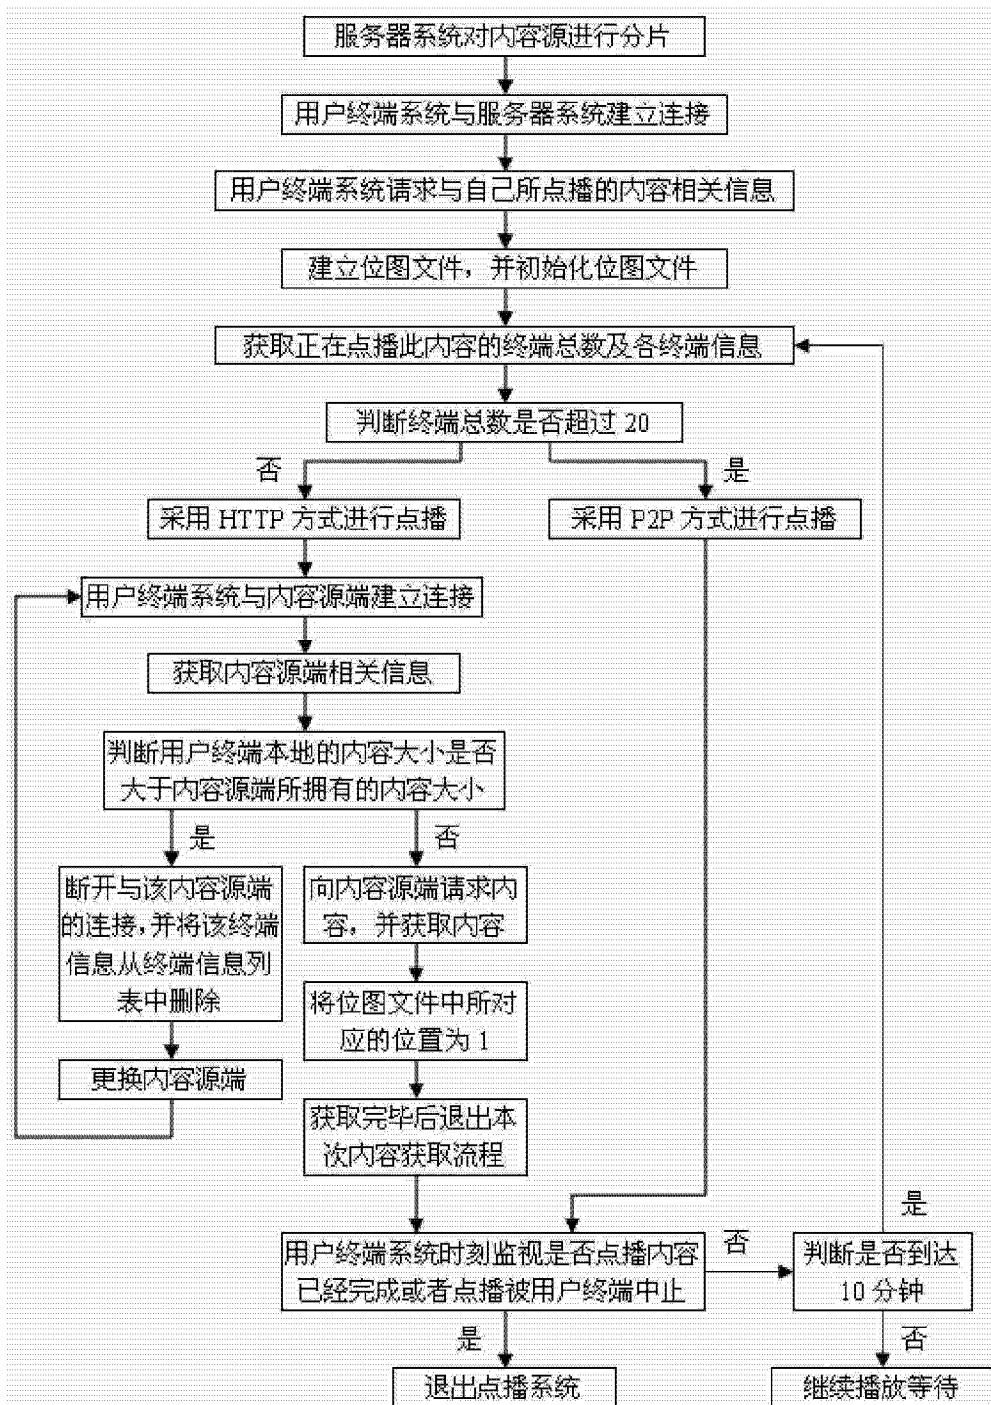 服务器系统对内容源进行分片
用户终端系统与服务器系统建立连接
用户终端系统请求与自己所点播的内容相关信息
建立位图文件，并初始化位图文件
获取正在点播此内容的终端总数及各终端信息
判断终端总数是否超过 20
否
是
采用 HTTP 方式进行点播
采用 P2P 方式进行点播
用户终端系统与内容源端建立连接
获取内容源端相关信息
判断用户终端本地的内容大小是否
大于内容源端所拥有的内容大小
是
否
断开与该内容源端
的连接，并将该终端
信息从终端信息列
表中删除
更换内容源端
向内容源端请求内
容，并获取内容
将位图文件中所对
应的位置为 1
获取完毕后退出本
次内容获取流程
用户终端系统时刻监视是否点播内容
已经完成或者点播被用户终端中止
否
是
判断是否到达
10 分钟
是
否
退出点播系统
继续播放等待